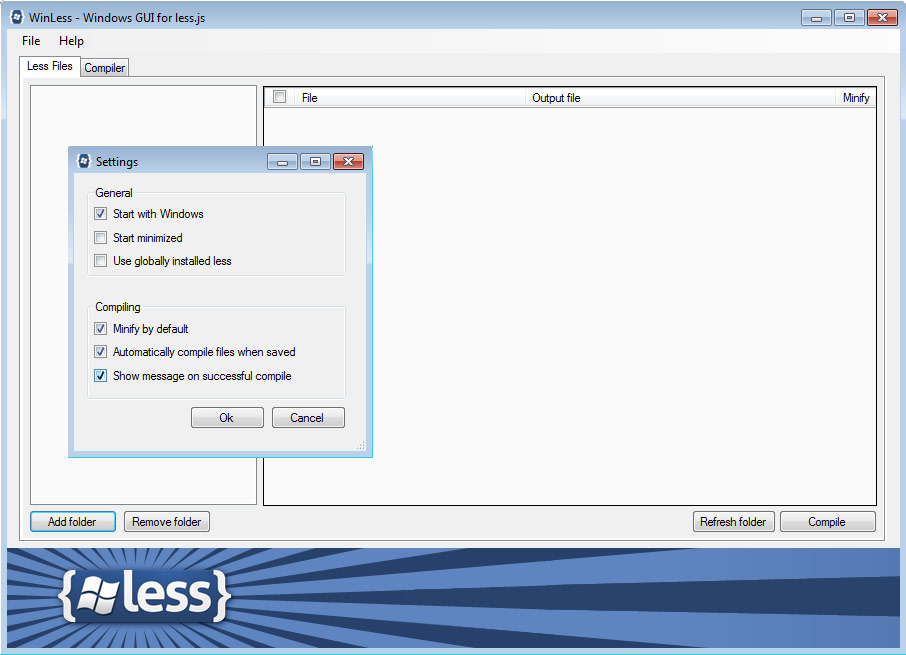 WinLess - Windows GUI for less.js
File Help
Less Files Compiler
File Output file Minify
Settings
General
Start with Windows
Start minimized
Use globally installed less
Compiling
Minify by default
Automatically compile files when saved
Show message on successful compile
Ok Cancel
Add folder Remove folder Refresh folder Compile
{less}